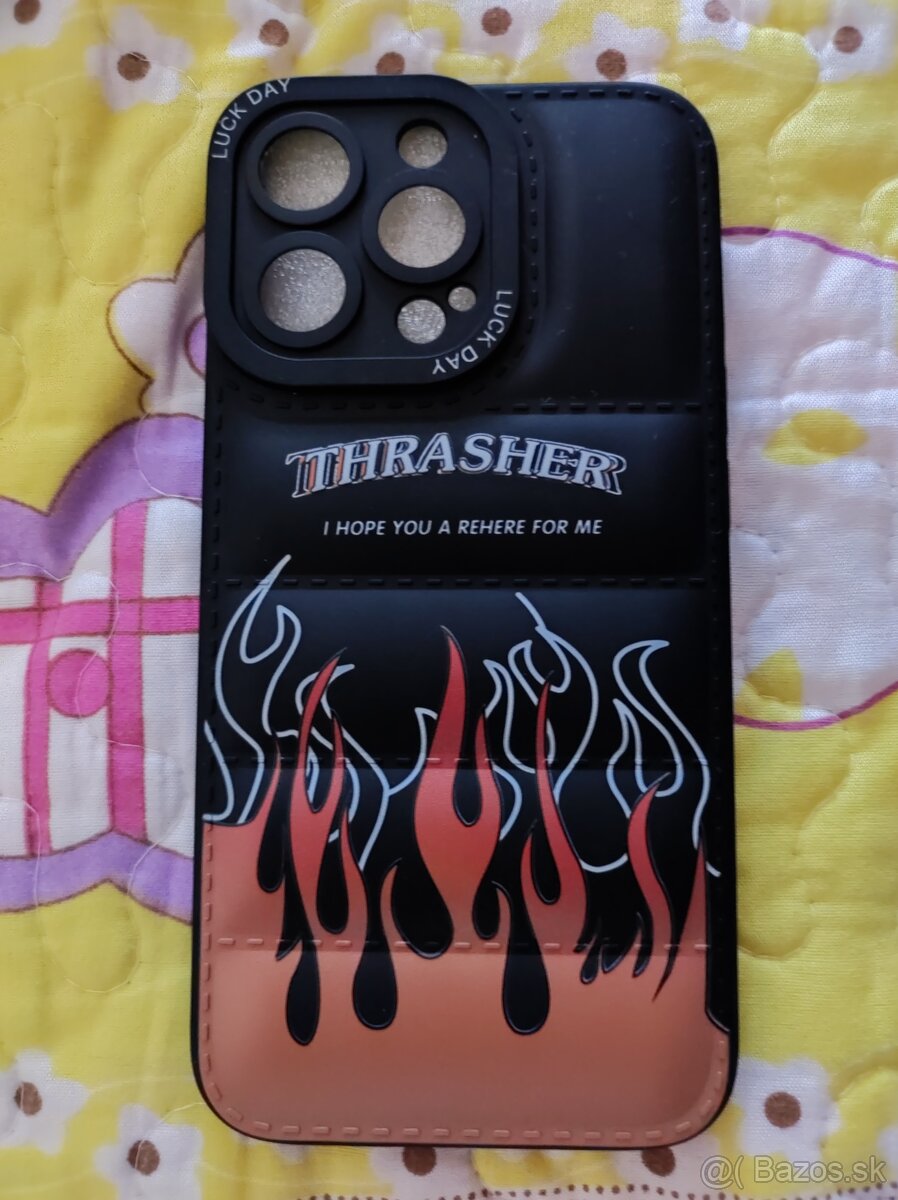 LUCK DAY
LUCK DAY
THRASHER
I HOPE YOU A REHERE FOR ME
@( Bazos.sk